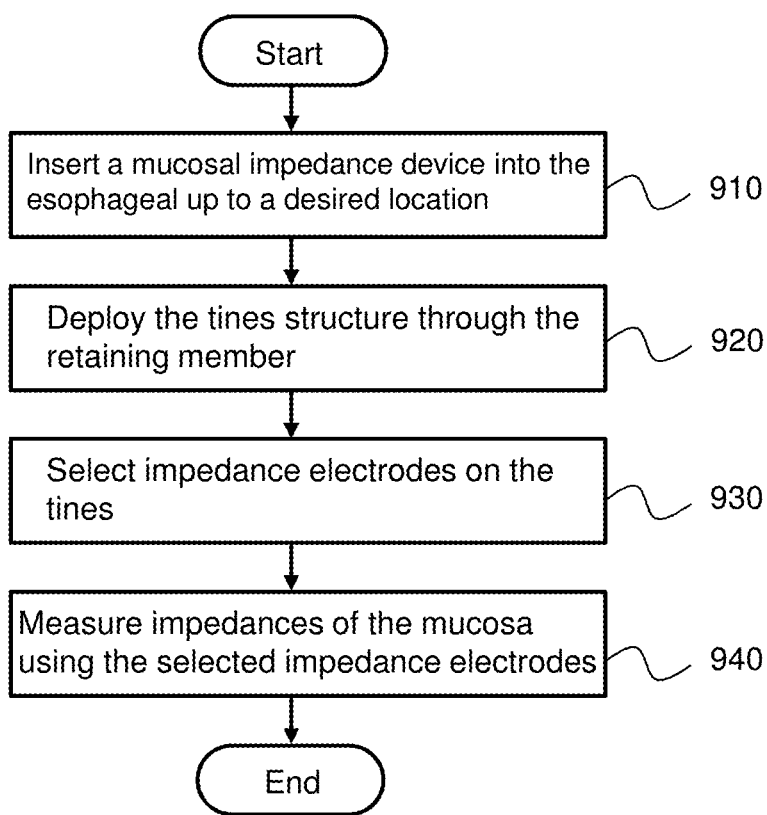 Start
Insert a mucosal impedance device into the
esophageal up to a desired location
910
Deploy the tines structure through the
retaining member
920
Select impedance electrodes on the
tines
930
Measure impedances of the mucosa
using the selected impedance electrodes
940
End